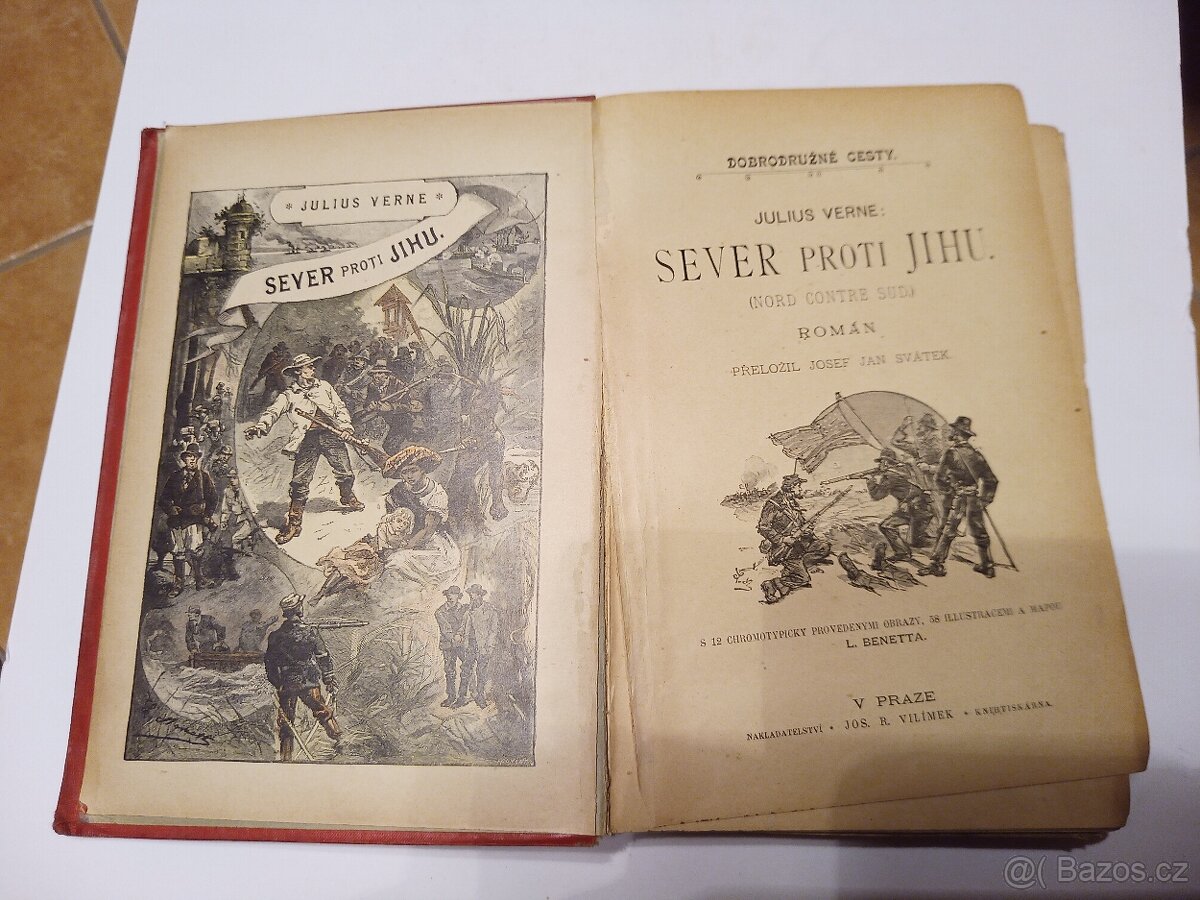 * JULIUS VERNE *
SEVER PROTI JIHU.
DOBRODRUŽNÉ CESTY.
JULIUS VERNE:
SEVER PROTI JIHU.
(NORD CONTRE SUD.)
ROMÁN
PŘELOŽIL JOSEF JAN SVÁTEK.
S 12 CHROMOTYPICKY PROVEDENÝMI OBRAZY, 58 ILLUSTRACEMI A MAPOU
L. BENETTA.
V PRAZE
NAKLADATELSTVÍ • JOS. R. VILÍMEK • KNIHTISKÁRNA.
@( Bazos.cz